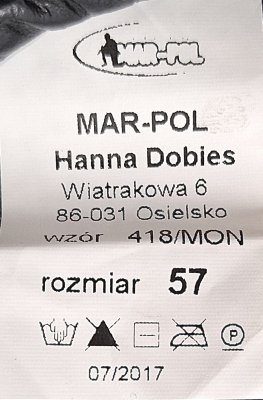 MAR-POL
MAR-POL
Hanna Dobies
Wiatrakowa 6
86-031 Osielsko
wzór 418/MON
rozmiar 57
P
07/2017